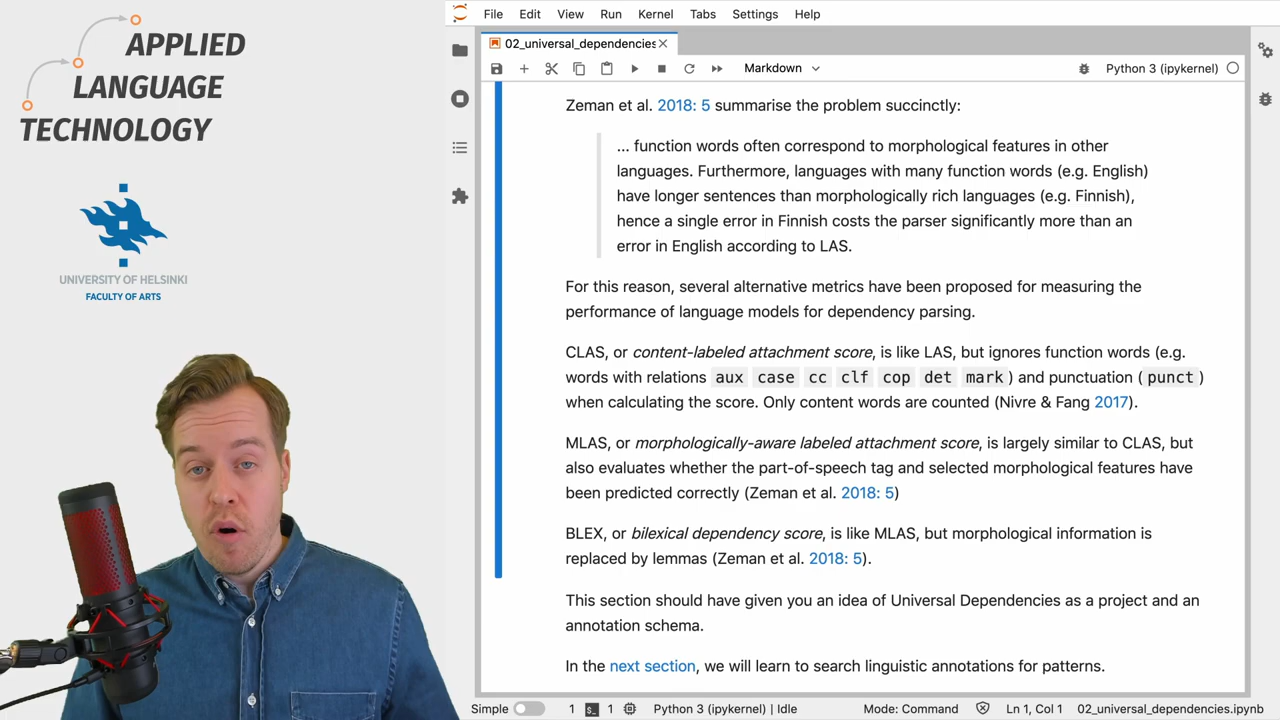 APPLIED
LANGUAGE
TECHNOLOGY
UNIVERSITY OF HELSINKI
FACULTY OF ARTS
File Edit View Run Kernel Tabs Settings Help
02_universal_dependencies
Markdown
Python 3 (ipykernel)
Zeman et al. 2018: 5 summarise the problem succinctly:
... function words often correspond to morphological features in other
languages. Furthermore, languages with many function words (e.g. English)
have longer sentences than morphologically rich languages (e.g. Finnish),
hence a single error in Finnish costs the parser significantly more than an
error in English according to LAS.
For this reason, several alternative metrics have been proposed for measuring the
performance of language models for dependency parsing.
CLAS, or content-labeled attachment score, is like LAS, but ignores function words (e.g.
words with relations aux case cc clf cop det mark ) and punctuation ( punct )
when calculating the score. Only content words are counted (Nivre & Fang 2017).
MLAS, or morphologically-aware labeled attachment score, is largely similar to CLAS, but
also evaluates whether the part-of-speech tag and selected morphological features have
been predicted correctly (Zeman et al. 2018: 5)
BLEX, or bilexical dependency score, is like MLAS, but morphological information is
replaced by lemmas (Zeman et al. 2018: 5).
This section should have given you an idea of Universal Dependencies as a project and an
annotation schema.
In the next section, we will learn to search linguistic annotations for patterns.
Simple 1 1 Python 3 (ipykernel) | Idle Mode: Command Ln 1, Col 1 02_universal_dependencies.ipynb